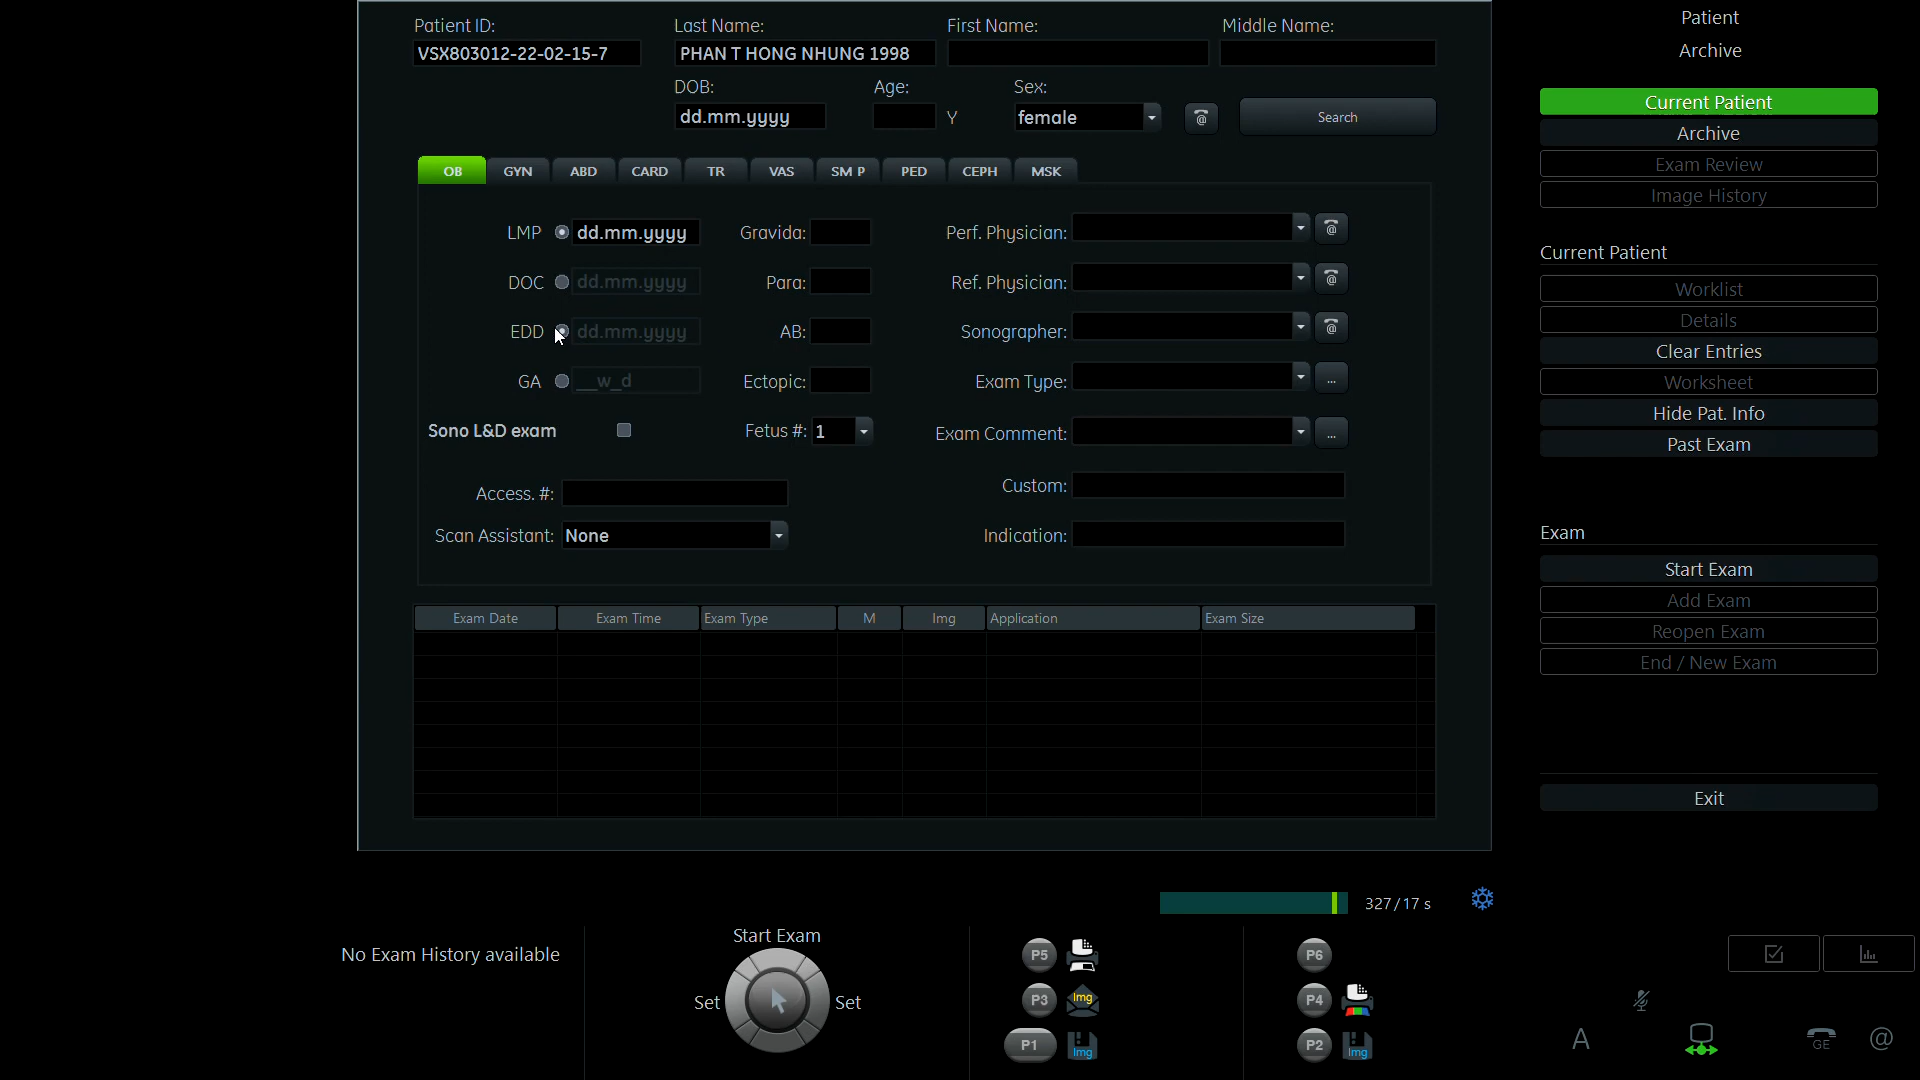 Patient ID: Last Name: First Name: Middle Name:
VSX803012-22-02-15-7 PHAN T HONG NHUNG 1998
DOB: Age: Sex:
dd.mm.yyyy Y female Search
OB GYN ABD CARD TR VAS SM P PED CEPH MSK
LMP dd.mm.yyyy Gravida: Perf. Physician: @
DOC dd.mm.yyyy Para: Ref. Physician: @
EDD dd.mm.yyyy AB: Sonographer: @
GA __w_d Ectopic: Exam Type: ...
Sono L&D exam Fetus #: 1 Exam Comment: ...
Access. #: Custom:
Scan Assistant: None Indication:
Exam Date Exam Time Exam Type M Img Application Exam Size
327/17 s
No Exam History available
Start Exam
Set Set
P5
P3 Img
P1 Img
P6
P4
P2 Img
Patient
Archive
Current Patient
Archive
Exam Review
Image History
Current Patient
Worklist
Details
Clear Entries
Worksheet
Hide Pat. Info
Past Exam
Exam
Start Exam
Add Exam
Reopen Exam
End / New Exam
Exit
A GE @